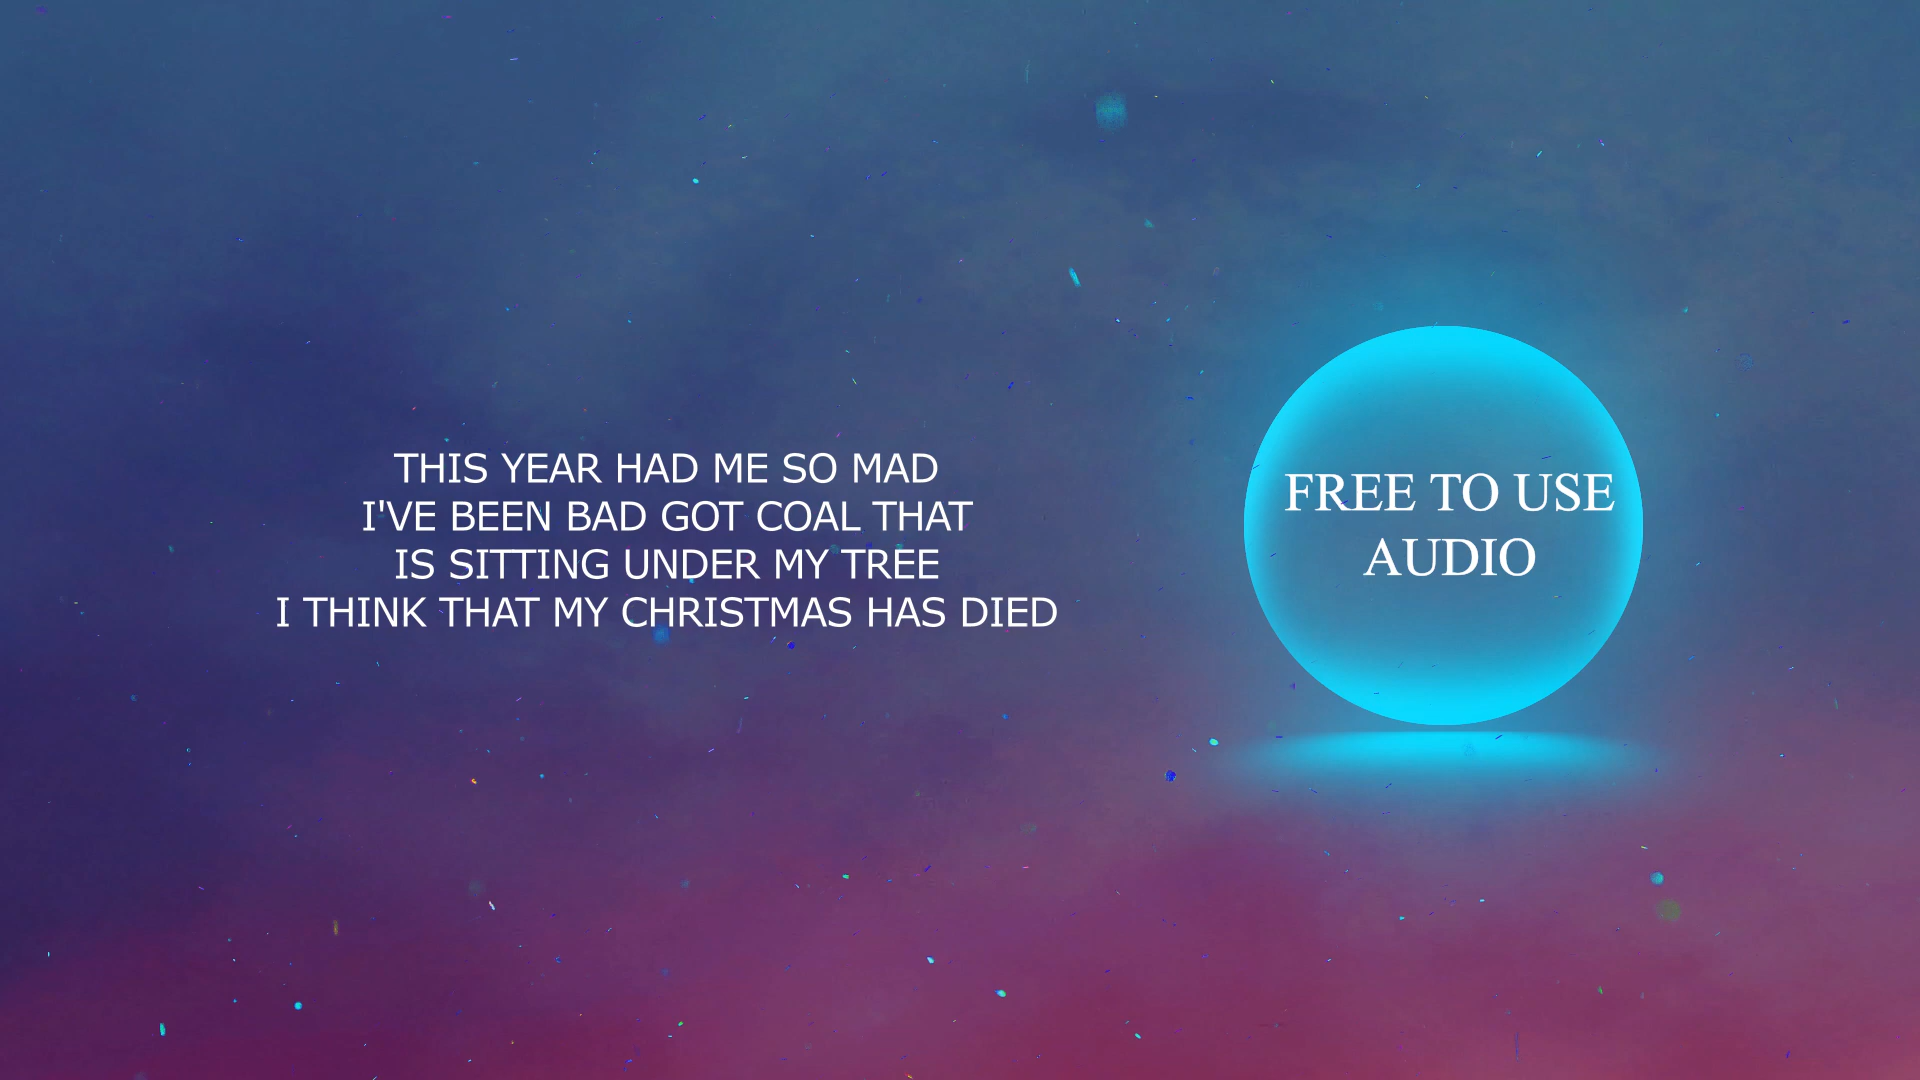 THIS YEAR HAD ME SO MAD
I'VE BEEN BAD GOT COAL THAT
IS SITTING UNDER MY TREE
I THINK THAT MY CHRISTMAS HAS DIED
FREE TO USE
AUDIO